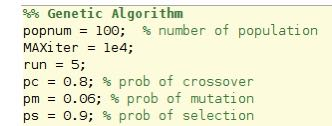 %% Genetic Algorithm
popnum = 100; % number of population
MAXiter = 1e4;
run = 5;
pc = 0.8; % prob of crossover
pm = 0.06; % prob of mutation
ps = 0.9; % prob of selection